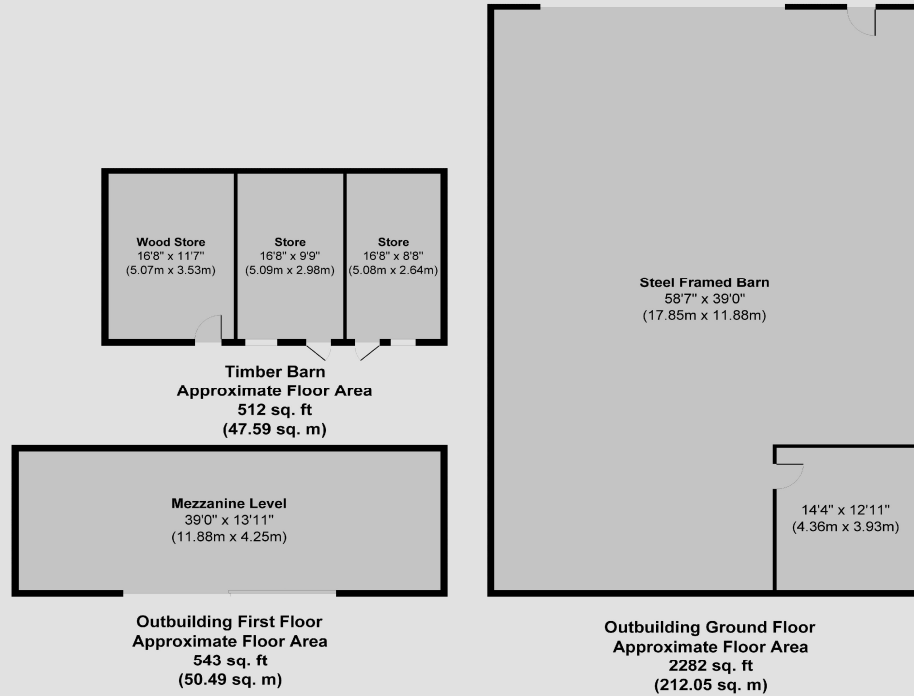 Wood Store
16'8" x 11'7"
(5.07m x 3.53m)
Store
16'8" x 9'9"
(5.09m x 2.98m)
Store
16'8" x 8'8"
(5.08m x 2.64m)
Timber Barn
Approximate Floor Area
512 sq. ft
(47.59 sq. m)
Mezzanine Level
39'0" x 13'11"
(11.88m x 4.25m)
Outbuilding First Floor
Approximate Floor Area
543 sq. ft
(50.49 sq. m)
Steel Framed Barn
58'7" x 39'0"
(17.85m x 11.88m)
14'4" x 12'11"
(4.36m x 3.93m)
Outbuilding Ground Floor
Approximate Floor Area
2282 sq. ft
(212.05 sq. m)